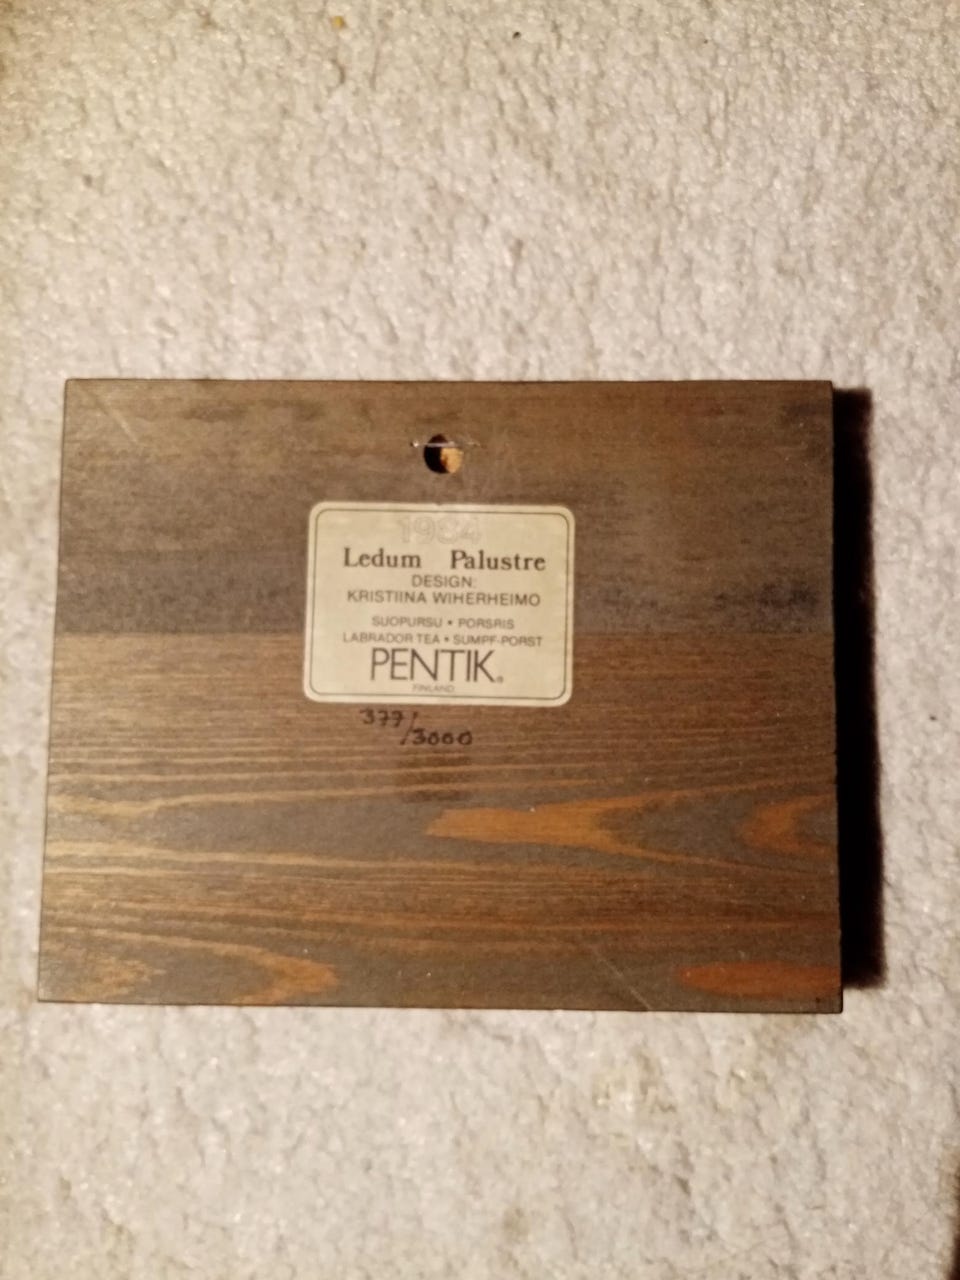 1984
Ledum Palustre
DESIGN:
KRISTIINA WIHERHEIMO
SUOPURSU • PORSRIS
LABRADOR TEA • SUMPF-PORST
PENTIK®
FINLAND
377/3000